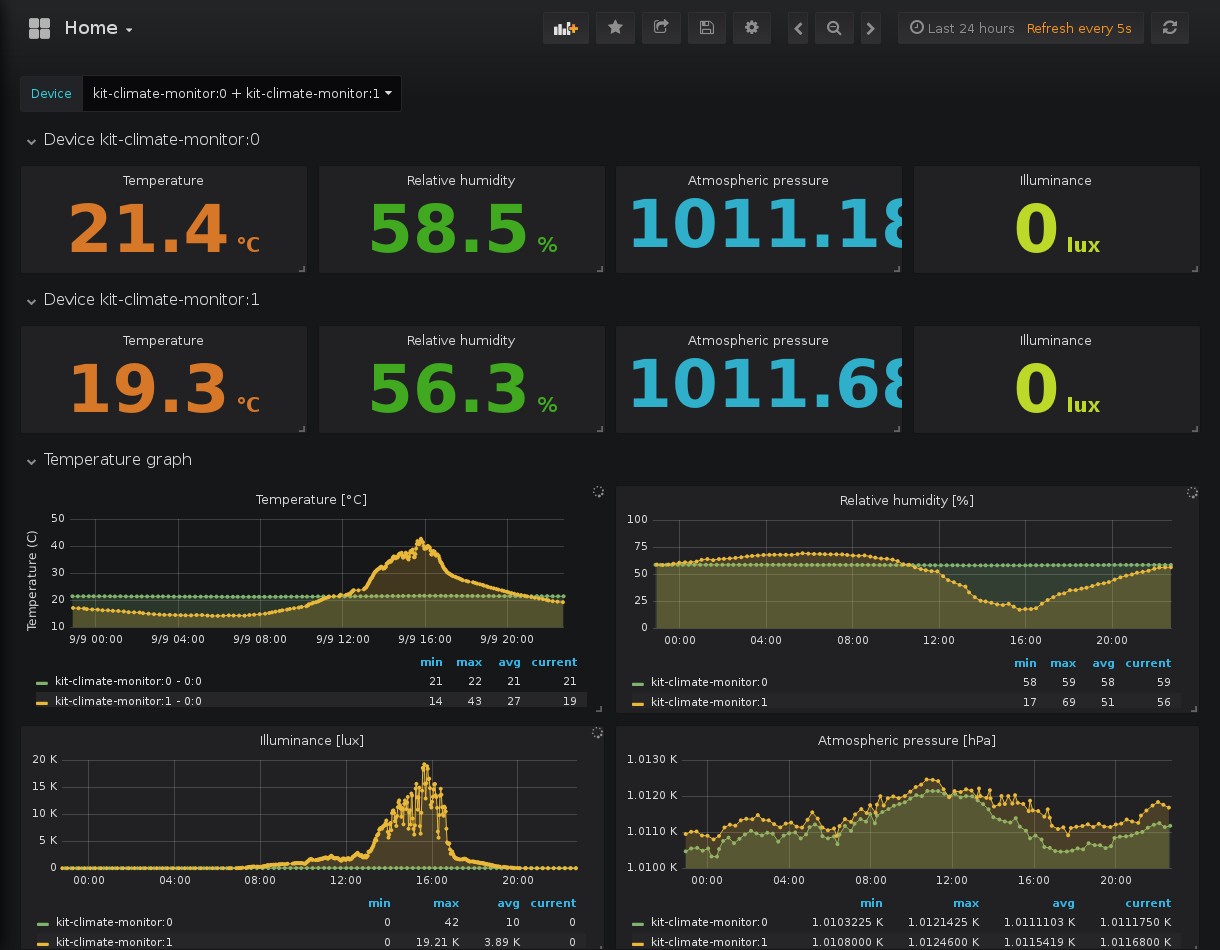 Home
Last 24 hours Refresh every 5s
Device kit-climate-monitor:0 + kit-climate-monitor:1
Device kit-climate-monitor:0
Temperature Relative humidity Atmospheric pressure Illuminance
21.4 °C 58.5 % 1011.18 0 lux
Device kit-climate-monitor:1
Temperature Relative humidity Atmospheric pressure Illuminance
19.3 °C 56.3 % 1011.68 0 lux
Temperature graph
Temperature [°C]
Temperature (C)
50
40
30
20
10
9/9 00:00 9/9 04:00 9/9 08:00 9/9 12:00 9/9 16:00 9/9 20:00
min max avg current
kit-climate-monitor:0 - 0:0 21 22 21 21
kit-climate-monitor:1 - 0:0 14 43 27 19
Relative humidity [%]
100
75
50
25
0
00:00 04:00 08:00 12:00 16:00 20:00
min max avg current
kit-climate-monitor:0 58 59 58 59
kit-climate-monitor:1 17 69 51 56
Illuminance [lux]
20 K
15 K
10 K
5 K
0
00:00 04:00 08:00 12:00 16:00 20:00
min max avg current
kit-climate-monitor:0 0 42 10 0
kit-climate-monitor:1 0 19.21 K 3.89 K 0
Atmospheric pressure [hPa]
1.0130 K
1.0120 K
1.0110 K
1.0100 K
00:00 04:00 08:00 12:00 16:00 20:00
min max avg current
kit-climate-monitor:0 1.0103225 K 1.0121425 K 1.0111103 K 1.0111750 K
kit-climate-monitor:1 1.0108000 K 1.0124600 K 1.0115419 K 1.0116800 K